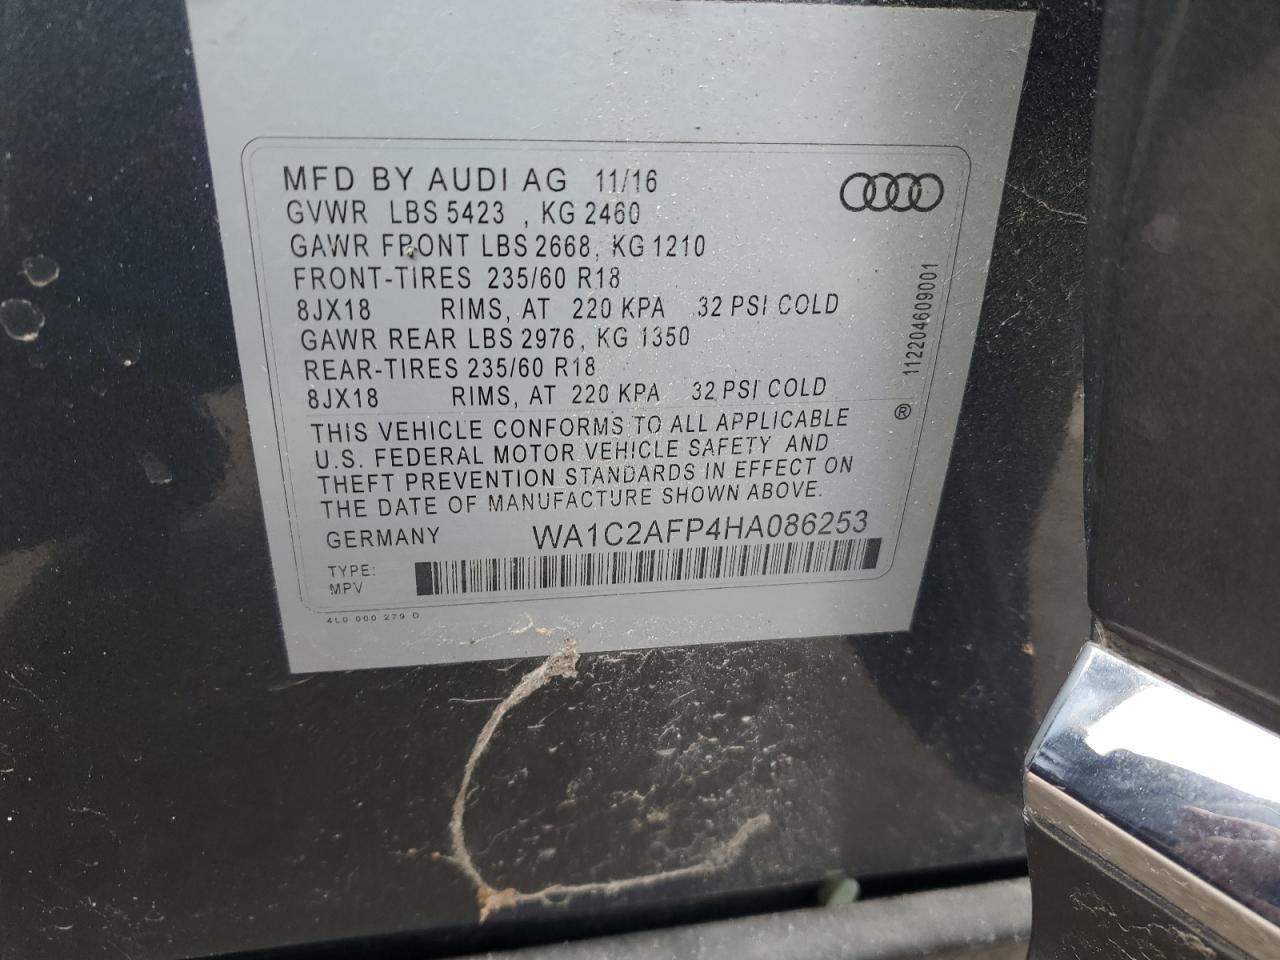 MFD BY AUDI AG 11/16
GVWR LBS 5423 , KG 2460
GAWR FRONT LBS 2668, KG 1210
FRONT-TIRES 235/60 R18
8JX18 RIMS, AT 220 KPA 32 PSI COLD
GAWR REAR LBS 2976, KG 1350
REAR-TIRES 235/60 R18
8JX18 RIMS, AT 220 KPA 32 PSI COLD
THIS VEHICLE CONFORMS TO ALL APPLICABLE
U.S. FEDERAL MOTOR VEHICLE SAFETY AND
THEFT PREVENTION STANDARDS IN EFFECT ON
THE DATE OF MANUFACTURE SHOWN ABOVE.
GERMANY WA1C2AFP4HA086253
TYPE:
MPV
4L0 000 279 O
112204609001
®